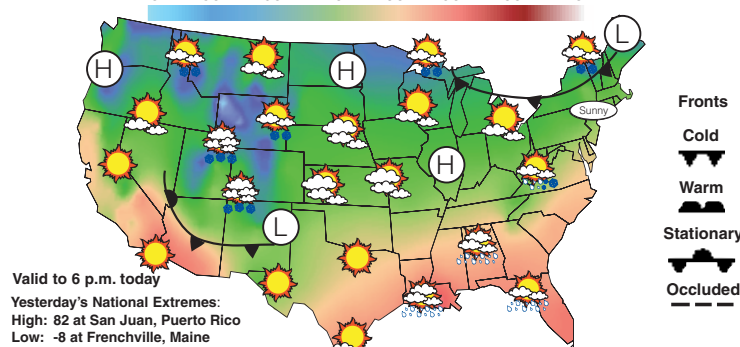 L
H
H
Sunny
H
L
Fronts
Cold
Warm
Stationary
Occluded
Valid to 6 p.m. today
Yesterday's National Extremes:
High: 82 at San Juan, Puerto Rico
Low: -8 at Frenchville, Maine